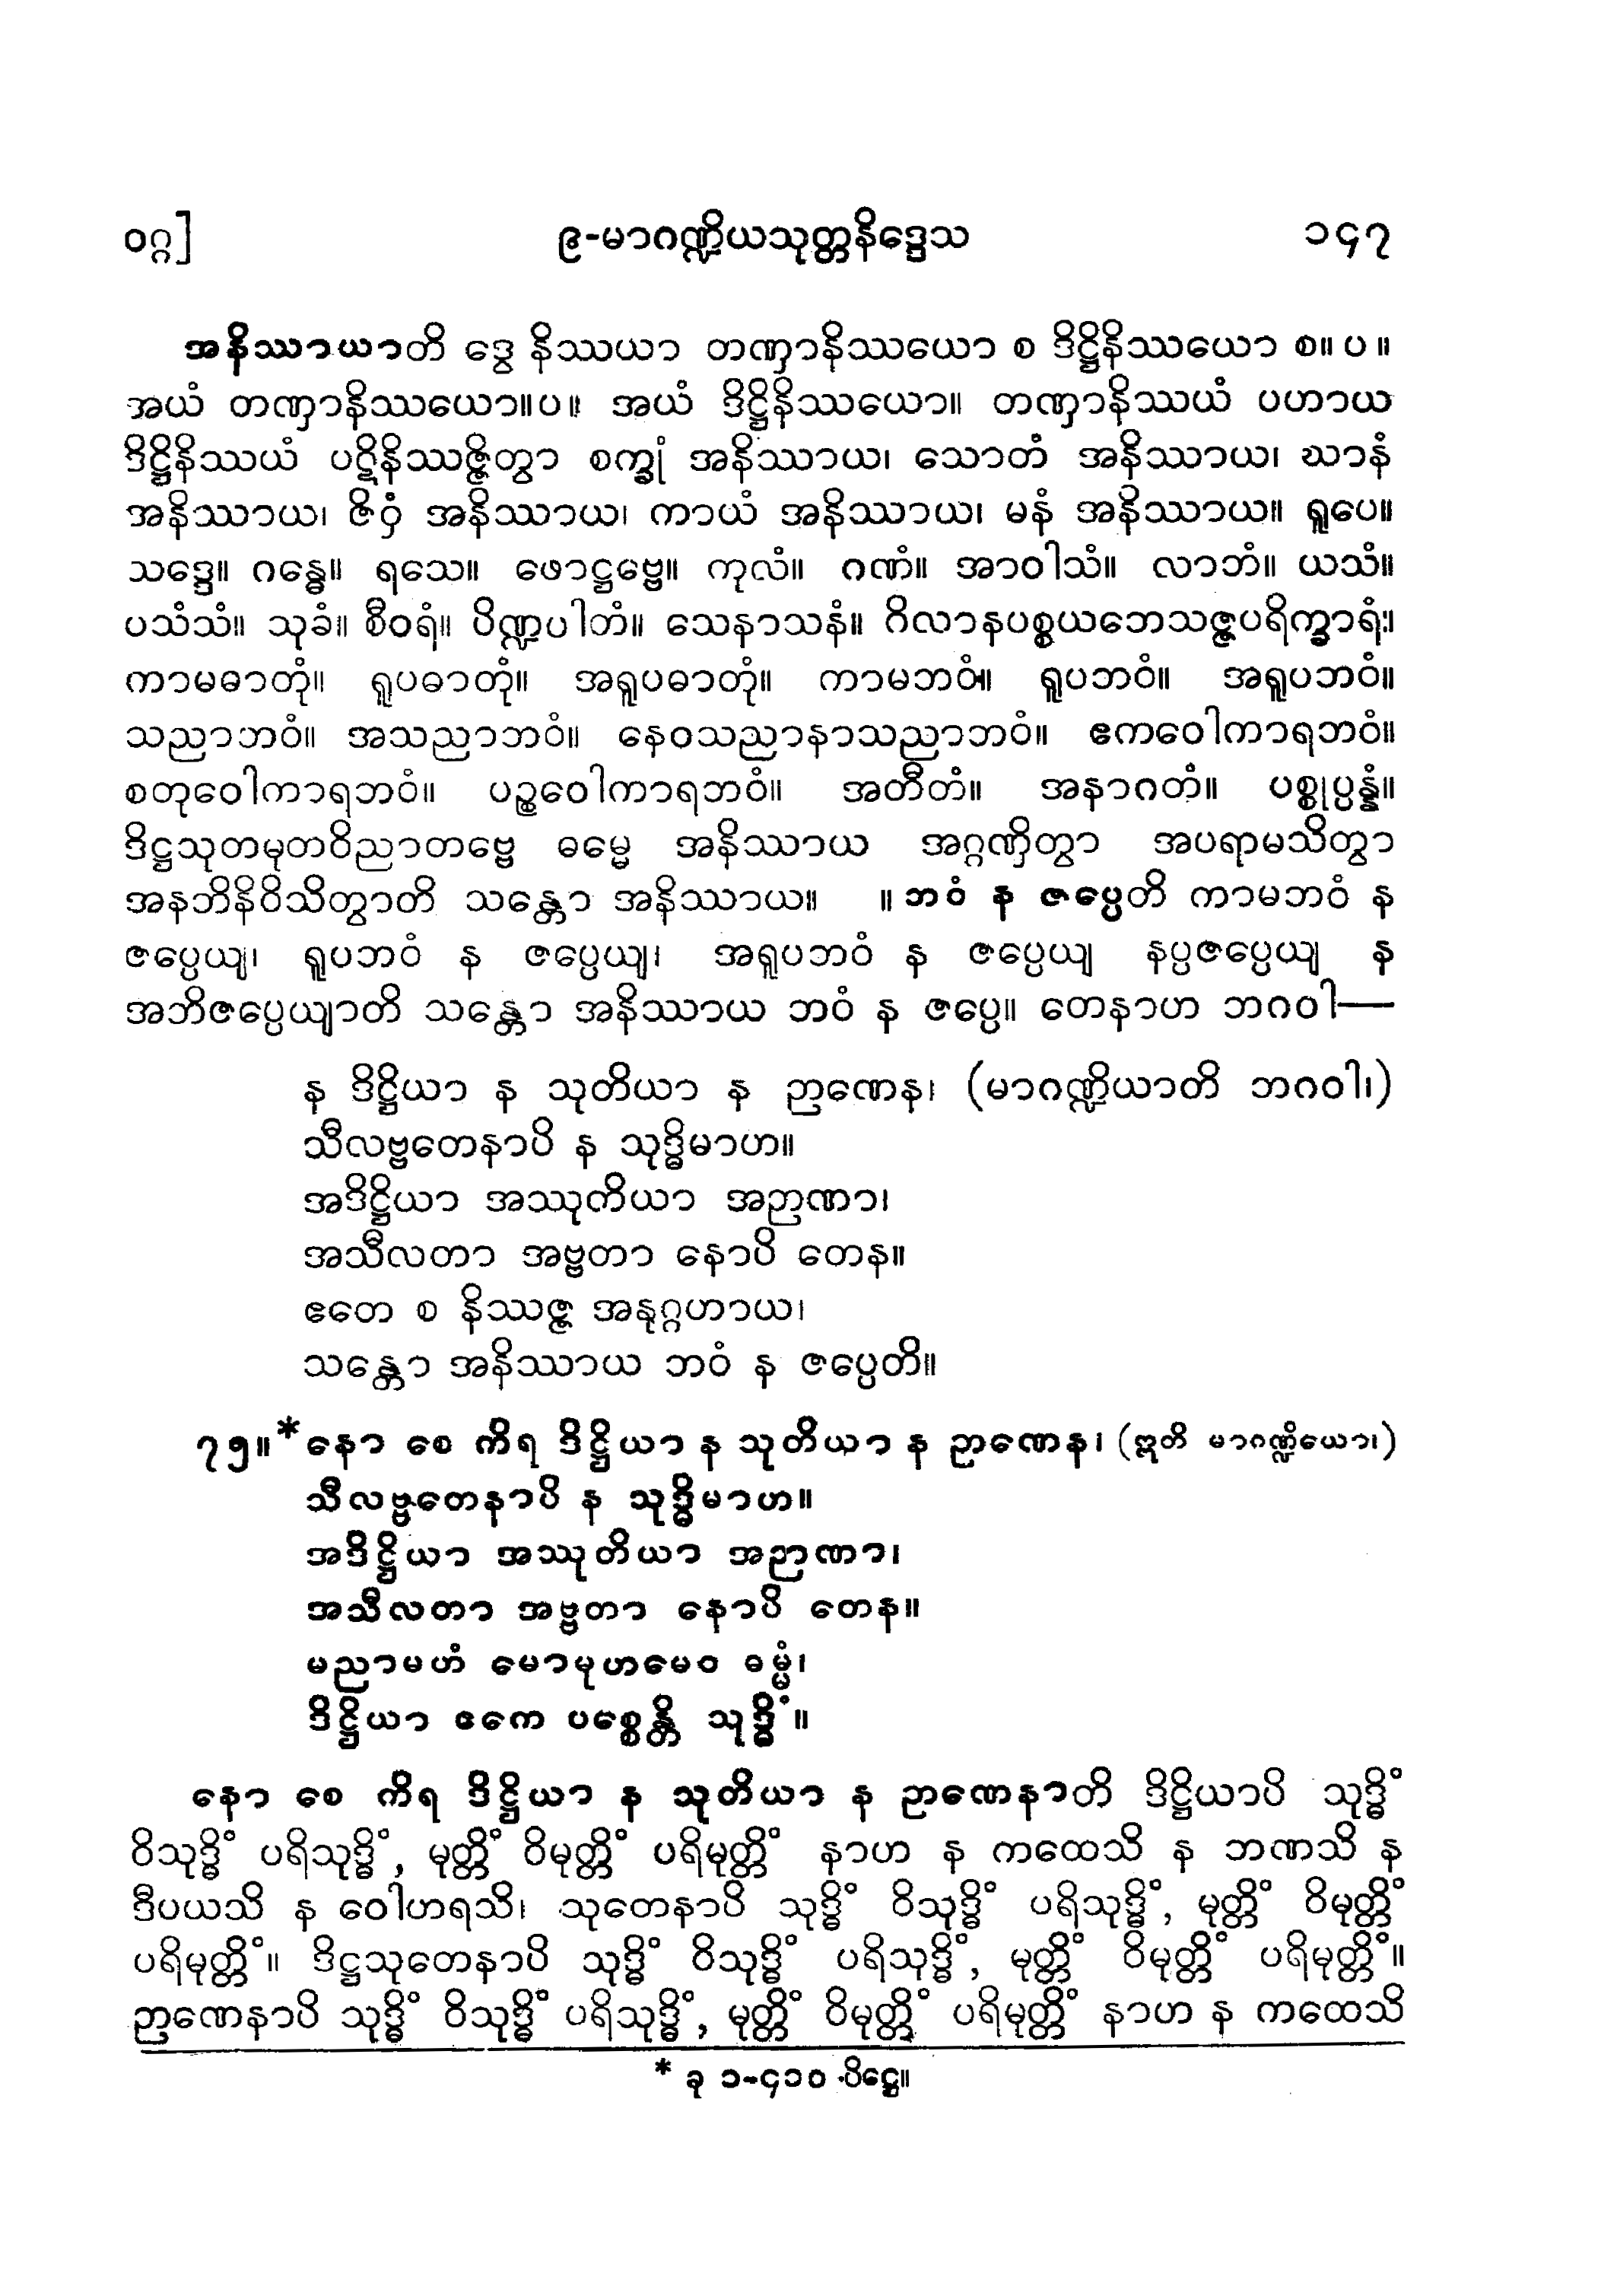 ဝဂ္ဂ] ၉-မာဂဏ္ဍိယသုတ္တနိဒ္ဒေသ ၁၄၇
အနိဿာယာတိ ဒွေ နိဿယာ တဏှာနိဿယော စ ဒိဋ္ဌိနိဿယော စ။ ပ ။
အယံ တဏှာနိဿယော။ပ။ အယံ ဒိဋ္ဌိနိဿယော။ တဏှာနိဿယံ ပဟာယ
ဒိဋ္ဌိနိဿယံ ပဋိနိဿဇ္ဇိတွာ စက္ခုံ အနိဿာယ၊ သောတံ အနိဿာယ၊ ဃာနံ
အနိဿာယ၊ ဇိဝှံ အနိဿာယ၊ ကာယံ အနိဿာယ၊ မနံ အနိဿာယ။ ရူပေ။
သဒ္ဒေ။ ဂန္ဓေ။ ရသေ။ ဖောဋ္ဌဗ္ဗေ။ ကုလံ။ ဂဏံ။ အာဝါသံ။ လာဘံ။ ယသံ။
ပသံသံ။ သုခံ။ စီဝရံ။ ပိဏ္ဍပါတံ။ သေနာသနံ။ ဂိလာနပစ္စယဘေသဇ္ဇပရိက္ခာရံ။
ကာမဓာတုံ။ ရူပဓာတုံ။ အရူပဓာတုံ။ ကာမဘဝံ။ ရူပဘဝံ။ အရူပဘဝံ။
သညာဘဝံ။ အသညာဘဝံ။ နေဝသညာနာသညာဘဝံ။ ဧကဝေါကာရဘဝံ။
စတုဝေါကာရဘဝံ။ ပဉ္စဝေါကာရဘဝံ။ အတီတံ။ အနာဂတံ။ ပစ္စုပ္ပန္နံ။
ဒိဋ္ဌသုတမုတဝိညာတဗ္ဗေ ဓမ္မေ အနိဿာယ အဂ္ဂဏှိတွာ အပရာမသိတွာ
အနဘိနိဝိသိတွာတိ သန္တော အနိဿာယ။ ။ ဘဝံ န ဇပ္ပေတိ ကာမဘဝံ န
ဇပ္ပေယျ၊ ရူပဘဝံ န ဇပ္ပေယျ၊ အရူပဘဝံ န ဇပ္ပေယျ နပ္ပဇပ္ပေယျ န
အဘိဇပ္ပေယျာတိ သန္တော အနိဿာယ ဘဝံ န ဇပ္ပေ။ တေနာဟ ဘဂဝါ—
န ဒိဋ္ဌိယာ န သုတိယာ န ဉာဏေန၊ (မာဂဏ္ဍိယာတိ ဘဂဝါ၊)
သီလဗ္ဗတေနာပိ န သုဒ္ဓိမာဟ။
အဒိဋ္ဌိယာ အဿုကိယာ အဉာဏာ၊
အသီလတာ အဗ္ဗတာ နောပိ တေန။
ဧတေ စ နိဿဇ္ဇ အနုဂ္ဂဟာယ၊
သန္တော အနိဿာယ ဘဝံ န ဇပ္ပေတိ။
၇၅။* နော စေ ကိရ ဒိဋ္ဌိယာ န သုတိယာ န ဉာဏေန၊ (ဣတိ မာဂဏ္ဍိယော၊)
သီလဗ္ဗတေနာပိ န သုဒ္ဓိမာဟ။
အဒိဋ္ဌိယာ အဿုတိယာ အဉာဏာ၊
အသီလတာ အဗ္ဗတာ နောပိ တေန။
မညာမဟံ မောမုဟမေဝ ဓမ္မံ၊
ဒိဋ္ဌိယာ ဧကေ ပစ္စေန္တိ သုဒ္ဓိံ။
နော စေ ကိရ ဒိဋ္ဌိယာ န သုတိယာ န ဉာဏေနာတိ ဒိဋ္ဌိယာပိ သုဒ္ဓိံ
ဝိသုဒ္ဓိံ ပရိသုဒ္ဓိံ, မုတ္တိံ ဝိမုတ္တိံ ပရိမုတ္တိံ နာဟ န ကထေသိ န ဘဏသိ န
ဒီပယသိ န ဝေါဟရသိ၊ သုတေနာပိ သုဒ္ဓိံ ဝိသုဒ္ဓိံ ပရိသုဒ္ဓိံ, မုတ္တိံ ဝိမုတ္တိံ
ပရိမုတ္တိံ။ ဒိဋ္ဌသုတေနာပိ သုဒ္ဓိံ ဝိသုဒ္ဓိံ ပရိသုဒ္ဓိံ, မုတ္တိံ ဝိမုတ္တိံ ပရိမုတ္တိံ။
ဉာဏေနာပိ သုဒ္ဓိံ ဝိသုဒ္ဓိံ ပရိသုဒ္ဓိံ, မုတ္တိံ ဝိမုတ္တိံ ပရိမုတ္တိံ နာဟ န ကထေသိ
* ခု ၁-၄၁၀ ပိဋ္ဌေ။